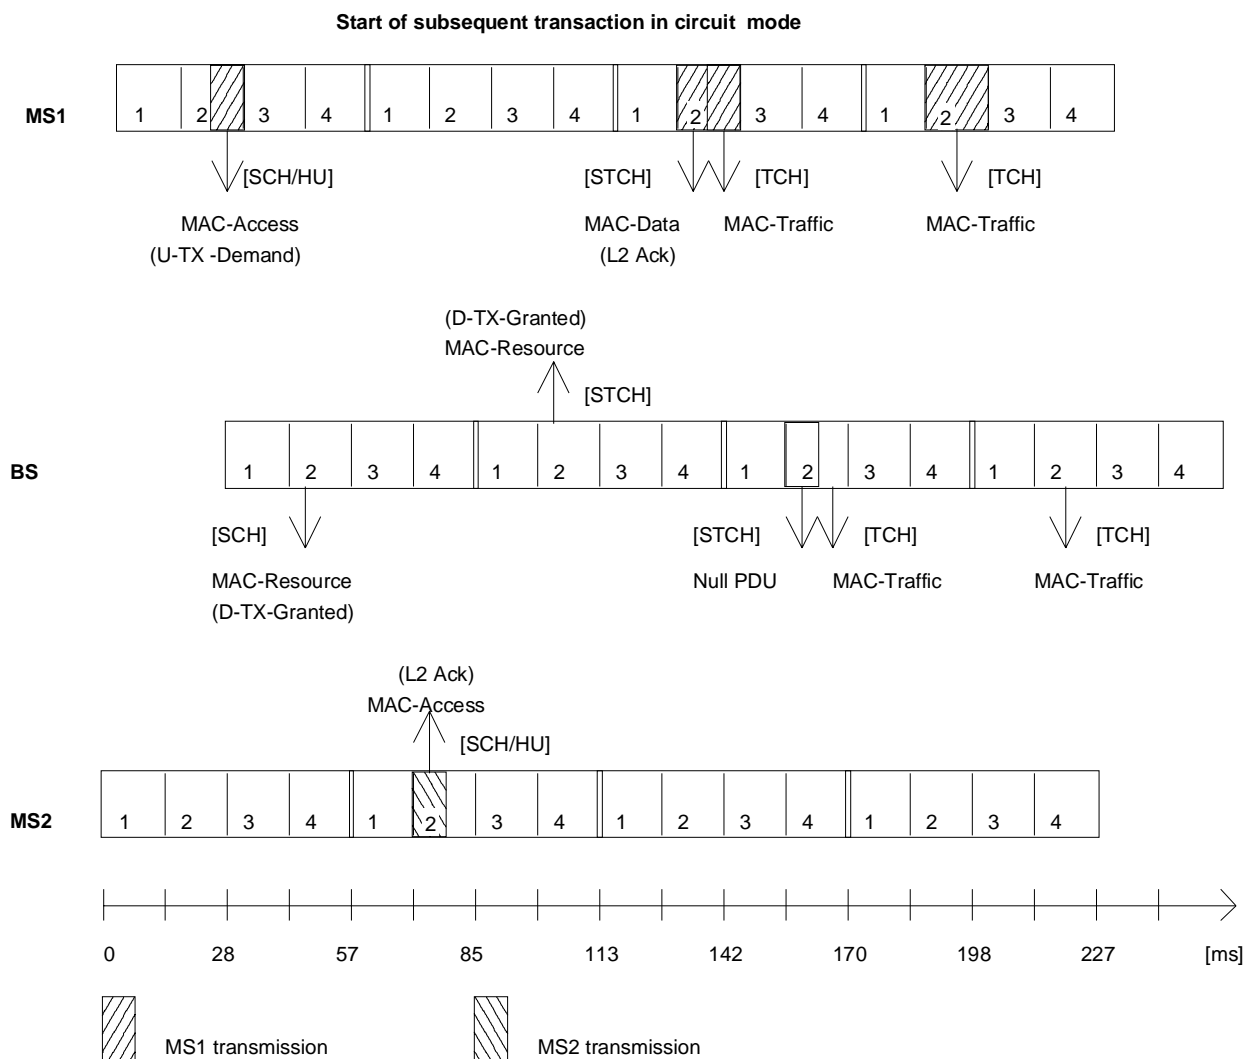 Start of subsequent transaction in circuit mode
MS1
1 2 3 4 1 2 3 4 1 2 3 4 1 2 3 4
[SCH/HU] [STCH] [TCH] [TCH]
MAC-Access MAC-Data MAC-Traffic MAC-Traffic
(U-TX -Demand) (L2 Ack)
(D-TX-Granted)
MAC-Resource
[STCH]
BS
1 2 3 4 1 2 3 4 1 2 3 4 1 2 3 4
[SCH] [STCH] [TCH] [TCH]
MAC-Resource Null PDU MAC-Traffic MAC-Traffic
(D-TX-Granted)
(L2 Ack)
MAC-Access
[SCH/HU]
MS2
1 2 3 4 1 2 3 4 1 2 3 4 1 2 3 4
0 28 57 85 113 142 170 198 227 [ms]
MS1 transmission MS2 transmission